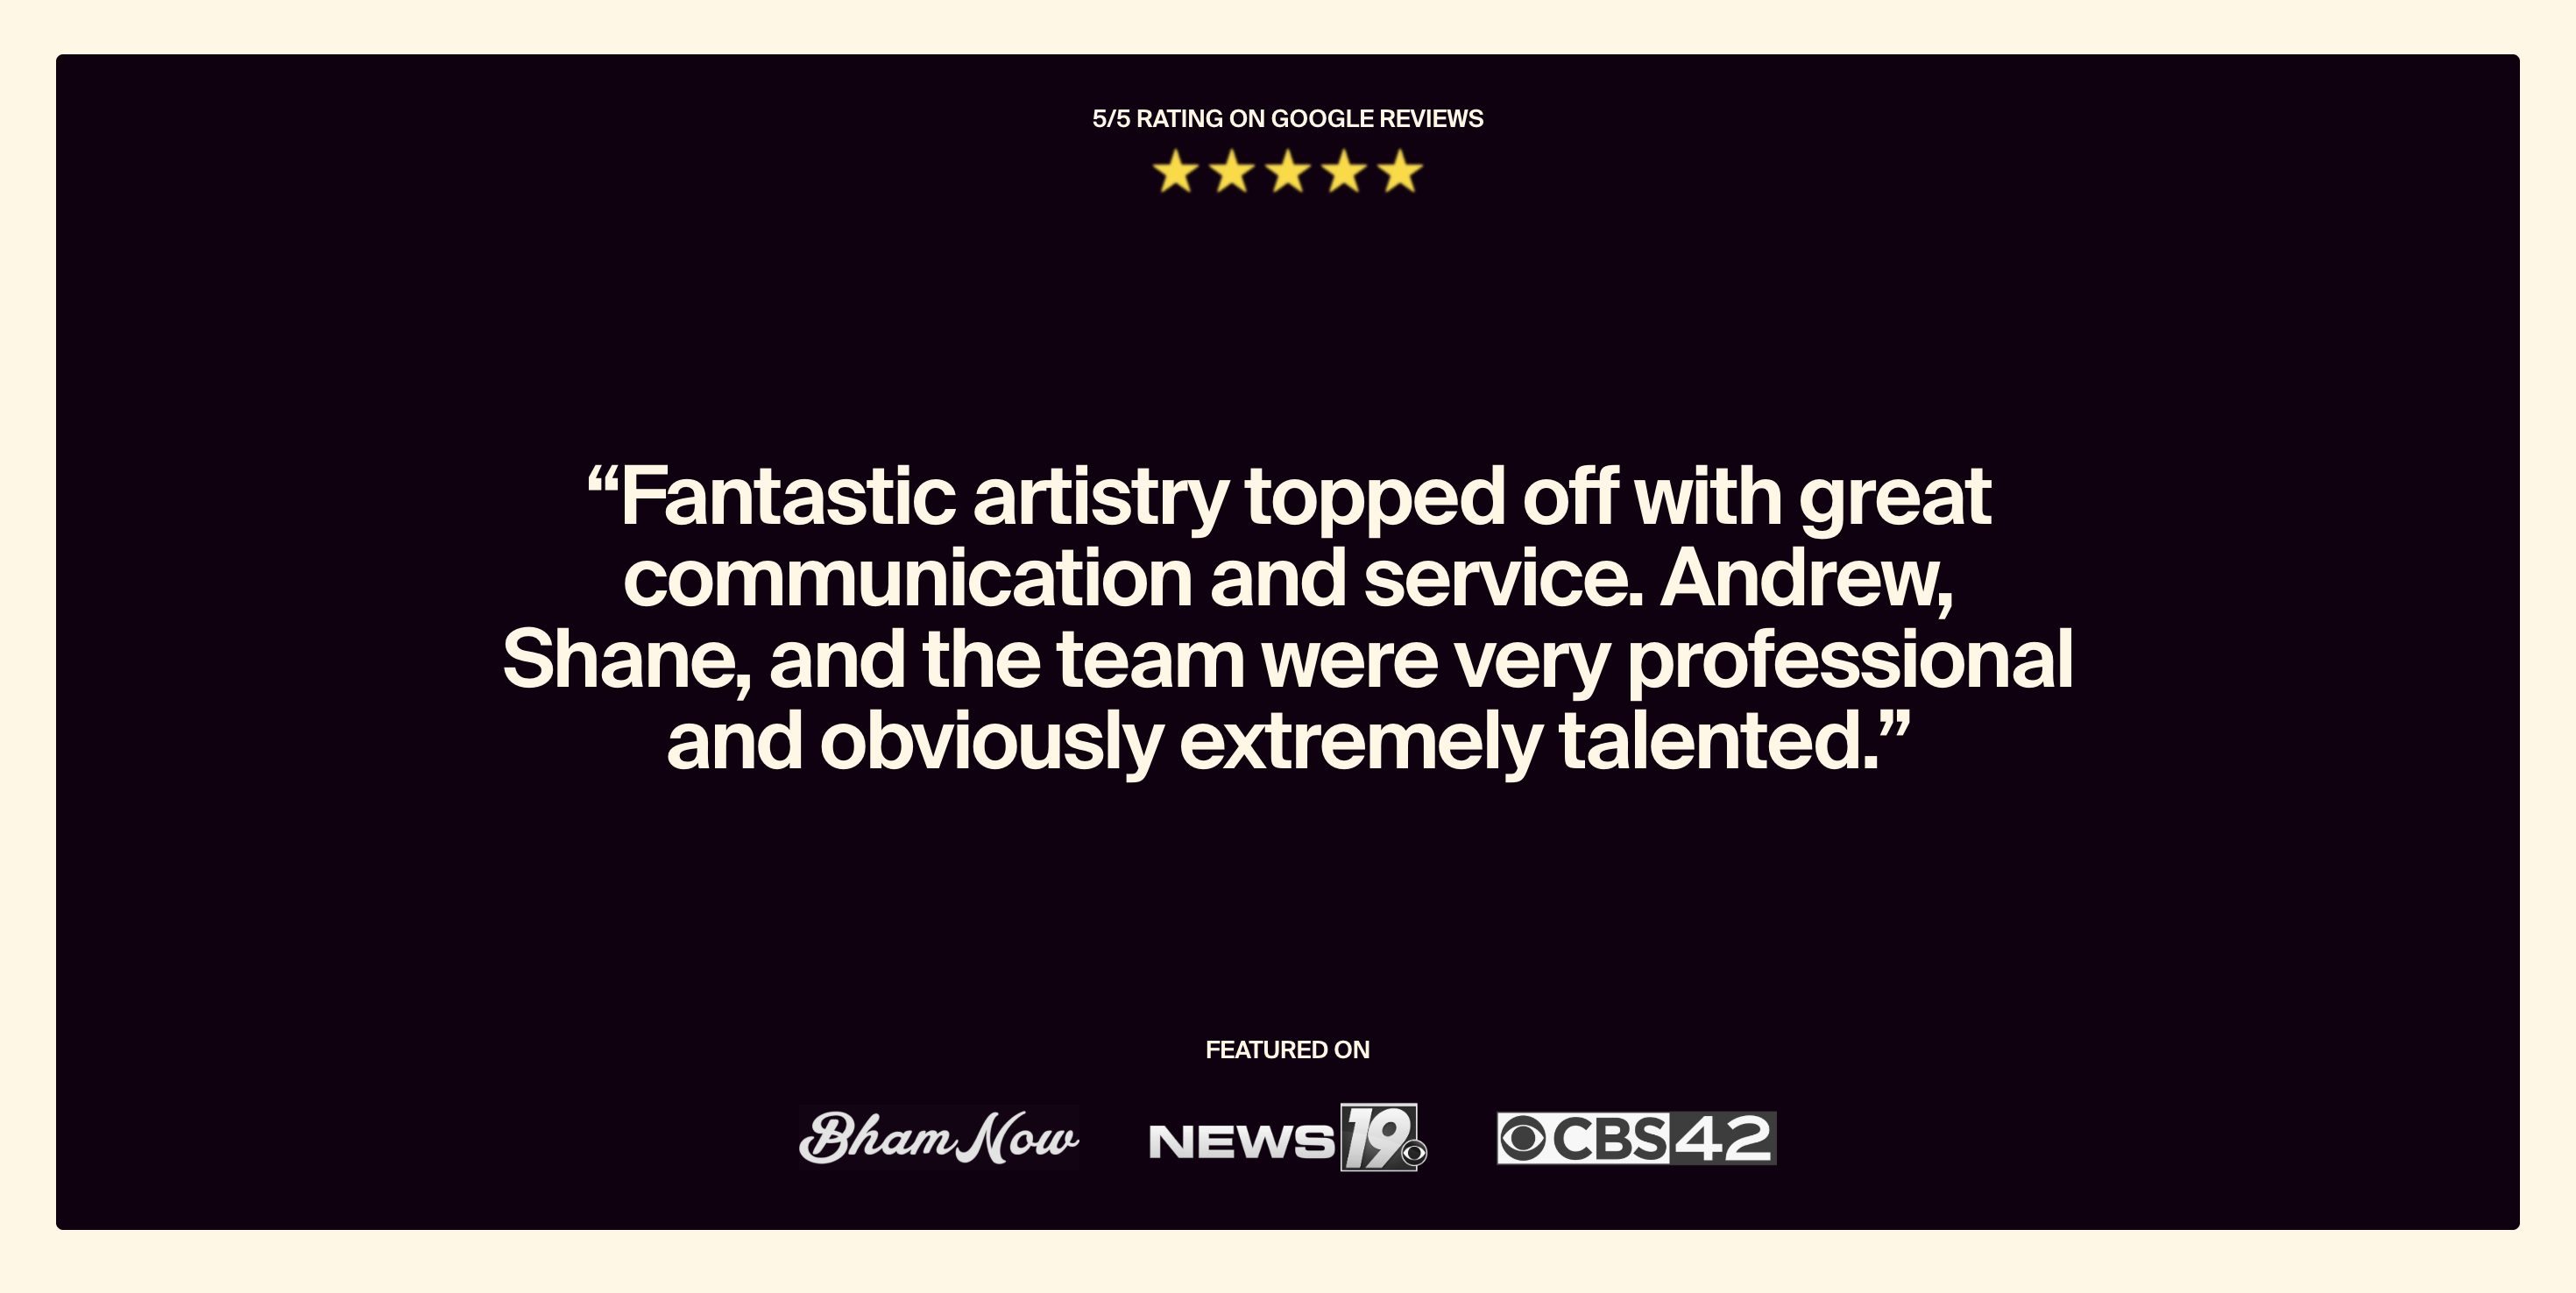 5/5 RATING ON GOOGLE REVIEWS
“Fantastic artistry topped off with great
communication and service. Andrew,
Shane, and the team were very professional
and obviously extremely talented.”
FEATURED ON
Bham Now
NEWS 19
CBS 42